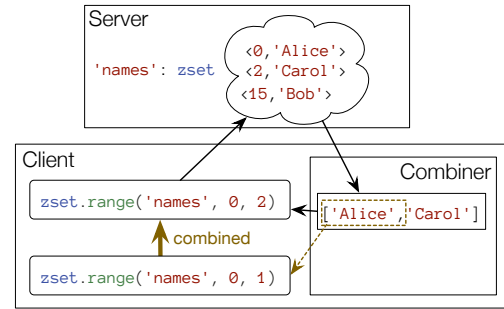 Server
<0,'Alice'>
'names': zset <2,'Carol'>
<15,'Bob'>
Client
Combiner
zset.range('names', 0, 2)
['Alice','Carol']
combined
zset.range('names', 0, 1)